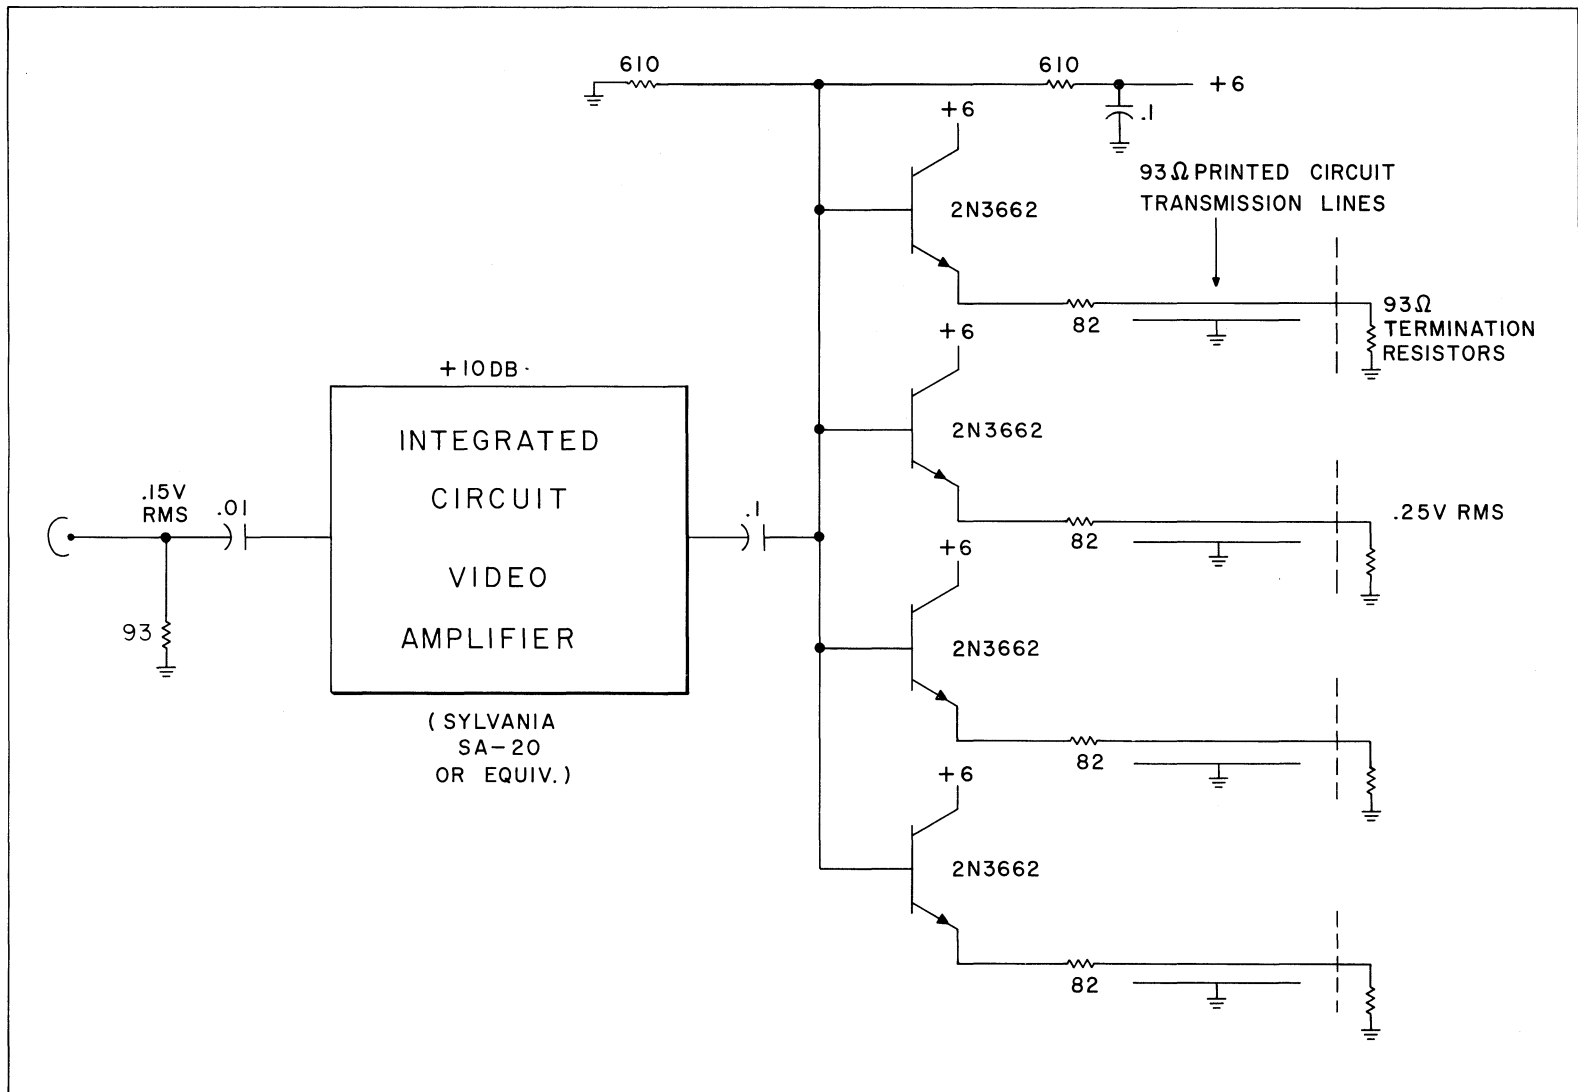 610
610
+6
.1
+6
93Ω PRINTED CIRCUIT
TRANSMISSION LINES
2N3662
82
93Ω
TERMINATION
RESISTORS
+6
+10DB
INTEGRATED
CIRCUIT
VIDEO
AMPLIFIER
(SYLVANIA
SA-20
OR EQUIV.)
.15V
RMS
.01
93
.1
2N3662
82
.25V RMS
+6
2N3662
82
+6
2N3662
82